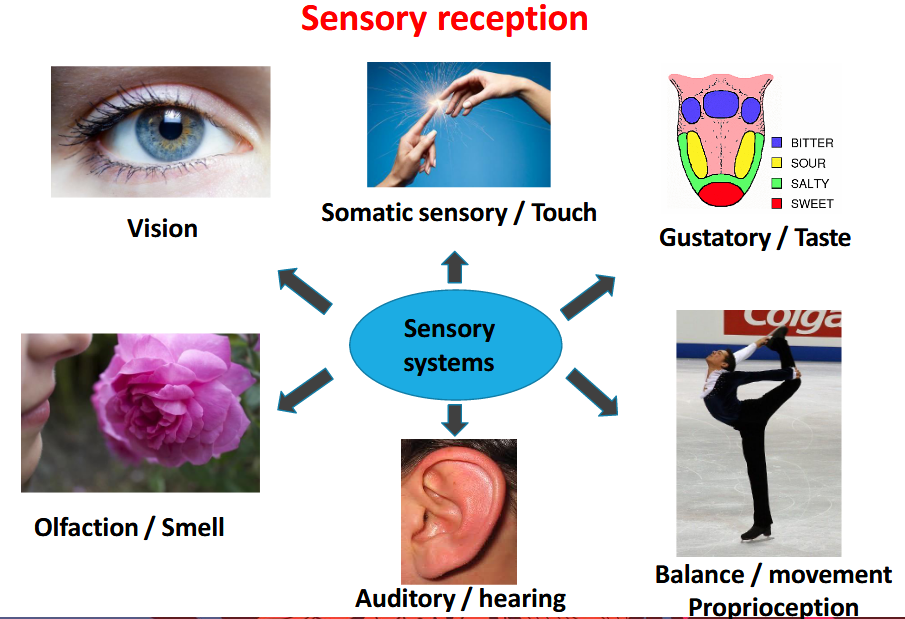 Sensory reception
Vision
Somatic sensory / Touch
BITTER
SOUR
SALTY
SWEET
Gustatory / Taste
Sensory
systems
Olfaction / Smell
Auditory / hearing
Colga
Balance / movement
Proprioception